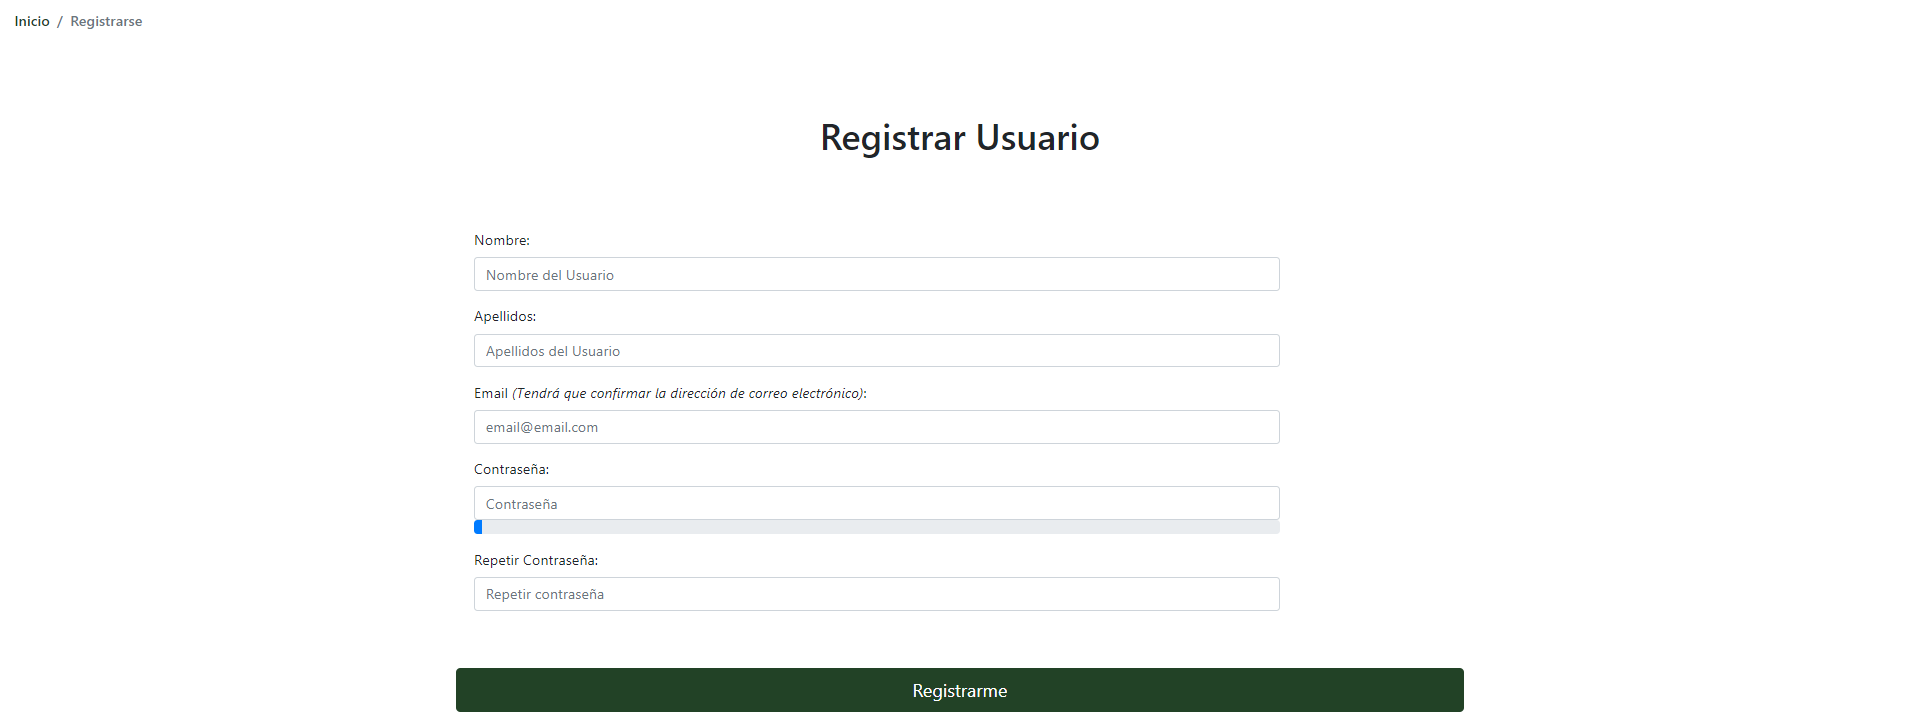 Inicio / Registrarse
Registrar Usuario
Nombre:
Nombre del Usuario
Apellidos:
Apellidos del Usuario
Email (Tendrá que confirmar la dirección de correo electrónico):
email@email.com
Contraseña:
Contraseña
Repetir Contraseña:
Repetir contraseña
Registrarme